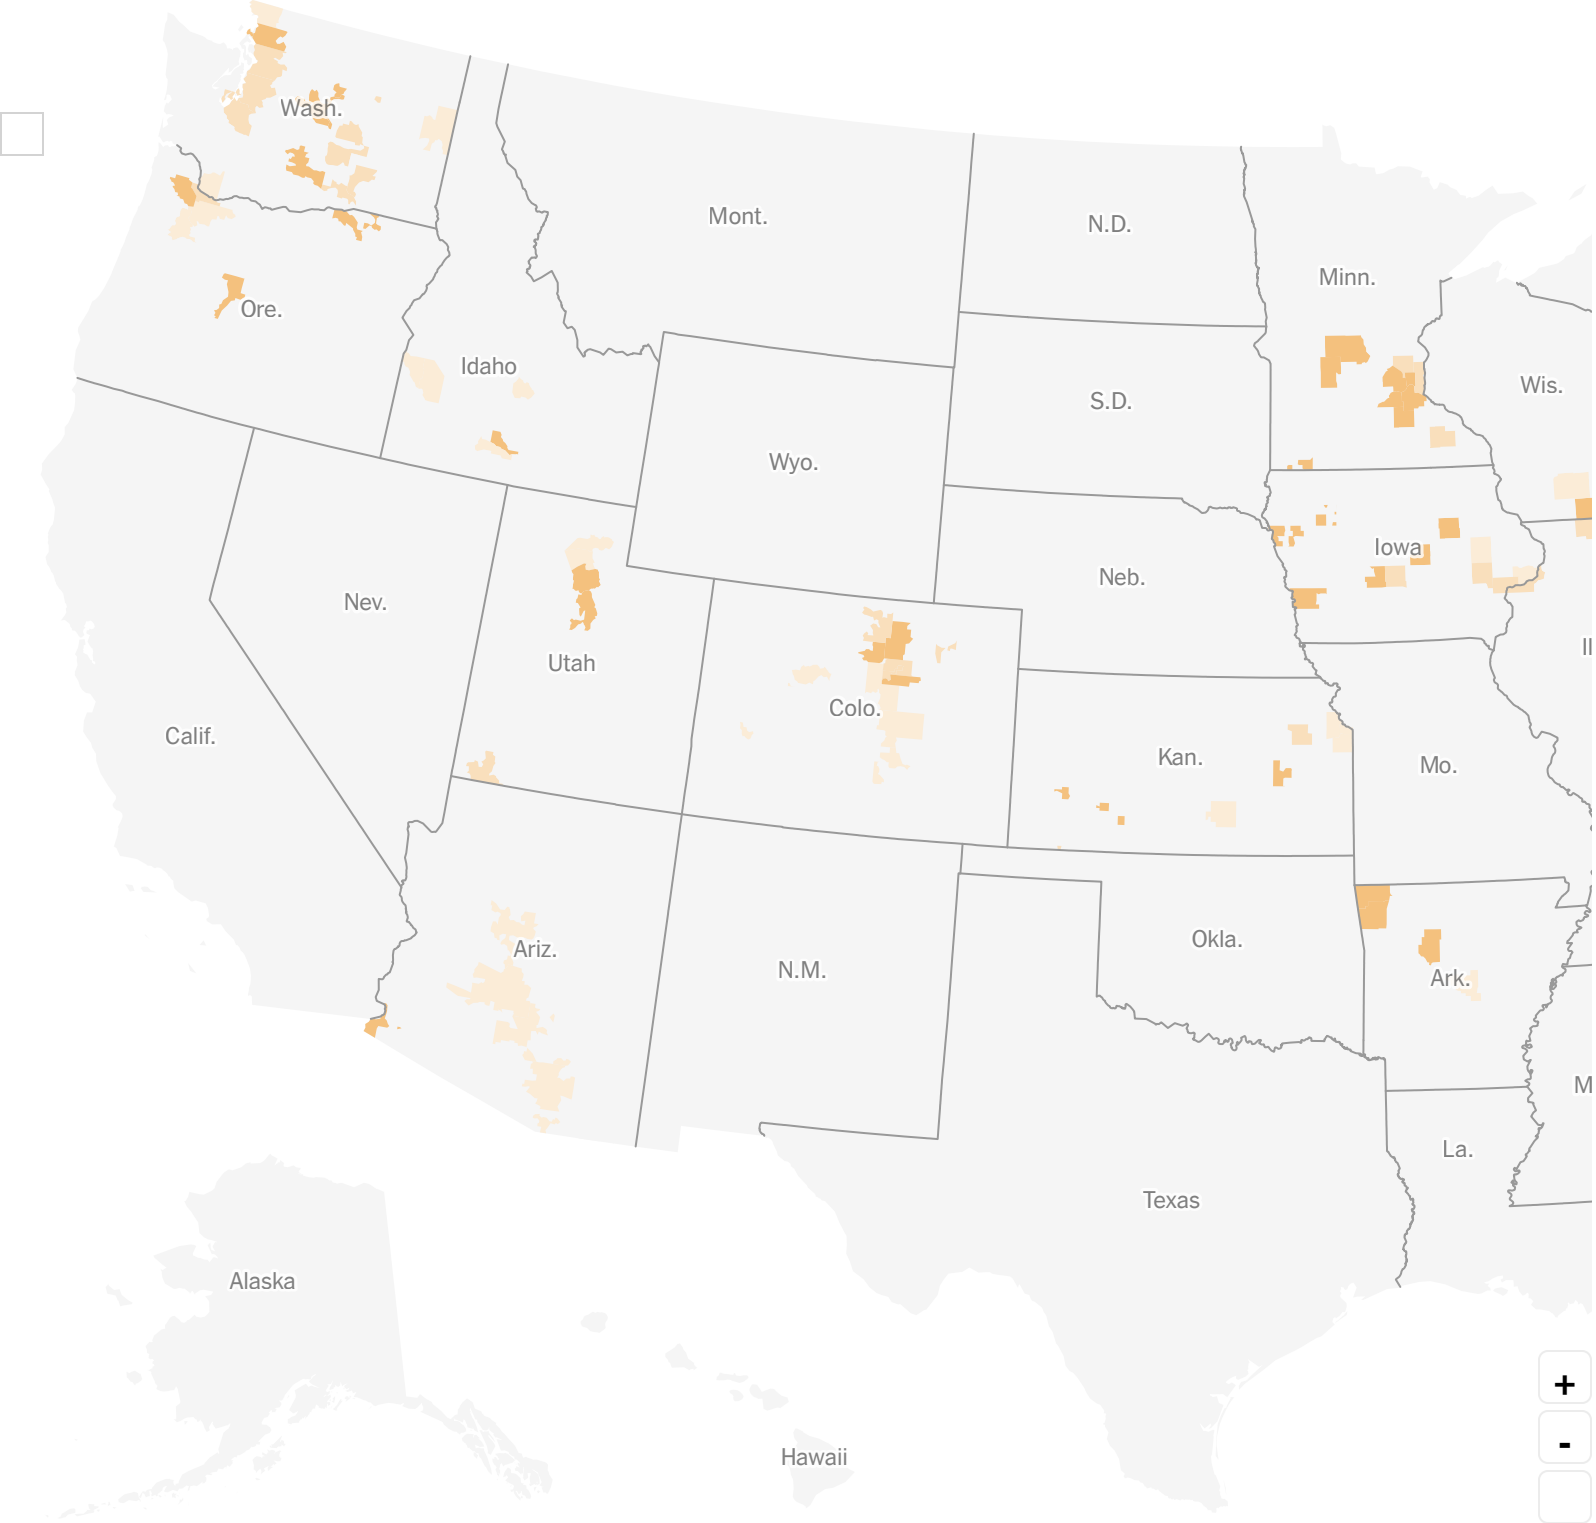 Wash.
Mont.
N.D.
Minn.
Ore.
Idaho
S.D.
Wis.
Wyo.
Iowa
Neb.
Nev.
Utah
Il
Colo.
Calif.
Kan.
Mo.
Ariz.
Okla.
N.M.
Ark.
M
La.
Texas
Alaska
Hawaii
+
-